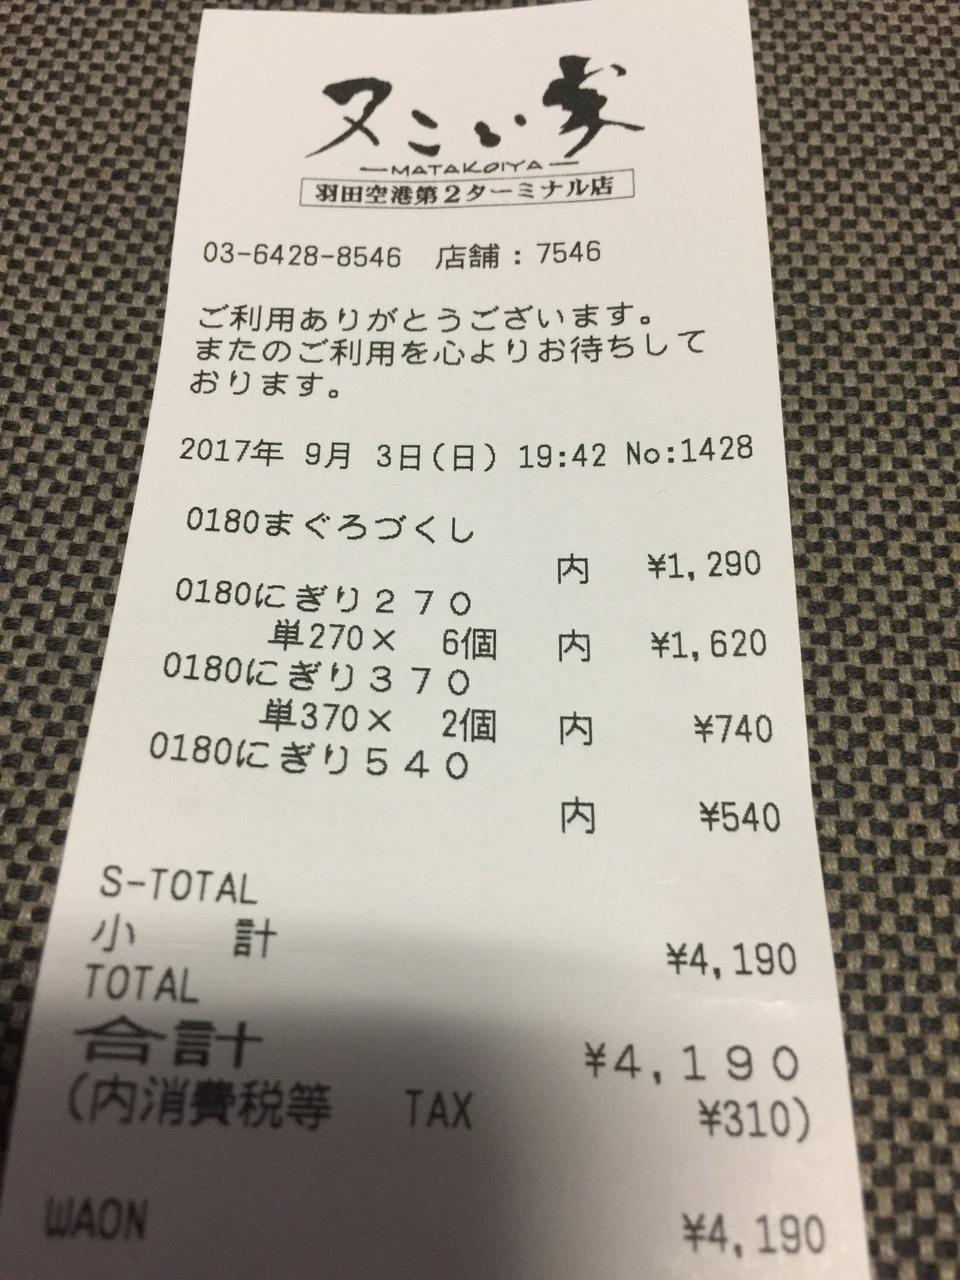 又こい家
MATAKOIYA
羽田空港第2ターミナル店
03-6428-8546 店舗：7546
ご利用ありがとうございます。
またのご利用を心よりお待ちして
おります。
2017年 9月 3日(日) 19:42 No:1428
0180まぐろづくし
内 ¥1,290
0180にぎり２７０
単270× 6個 内 ¥1,620
0180にぎり３７０
単370× 2個 内 ¥740
0180にぎり５４０
内 ¥540
S-TOTAL
小 計 ¥4,190
TOTAL
合計 ¥4,190
(内消費税等 TAX ¥310)
WAON ¥4,190